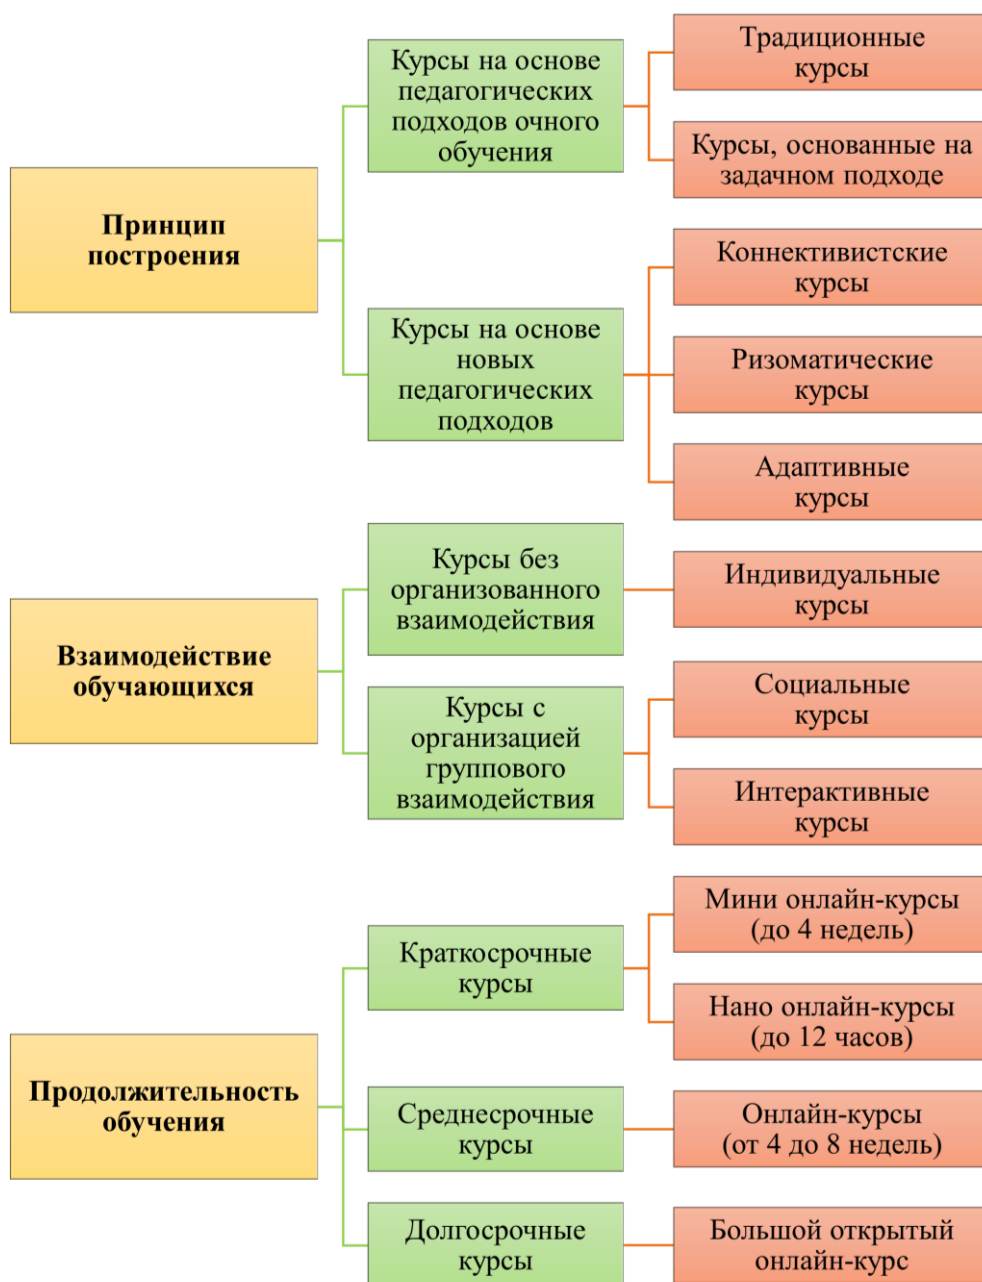 Принцип
построения
Курсы на основе
педагогических
подходов очного
обучения
Традиционные
курсы
Курсы, основанные на
задачном подходе
Курсы на основе
новых
педагогических
подходов
Коннективистские
курсы
Ризоматические
курсы
Адаптивные
курсы
Взаимодействие
обучающихся
Курсы без
организованного
взаимодействия
Индивидуальные
курсы
Курсы с
организацией
группового
взаимодействия
Социальные
курсы
Интерактивные
курсы
Продолжительность
обучения
Краткосрочные
курсы
Мини онлайн-курсы
(до 4 недель)
Нано онлайн-курсы
(до 12 часов)
Среднесрочные
курсы
Онлайн-курсы
(от 4 до 8 недель)
Долгосрочные
курсы
Большой открытый
онлайн-курс